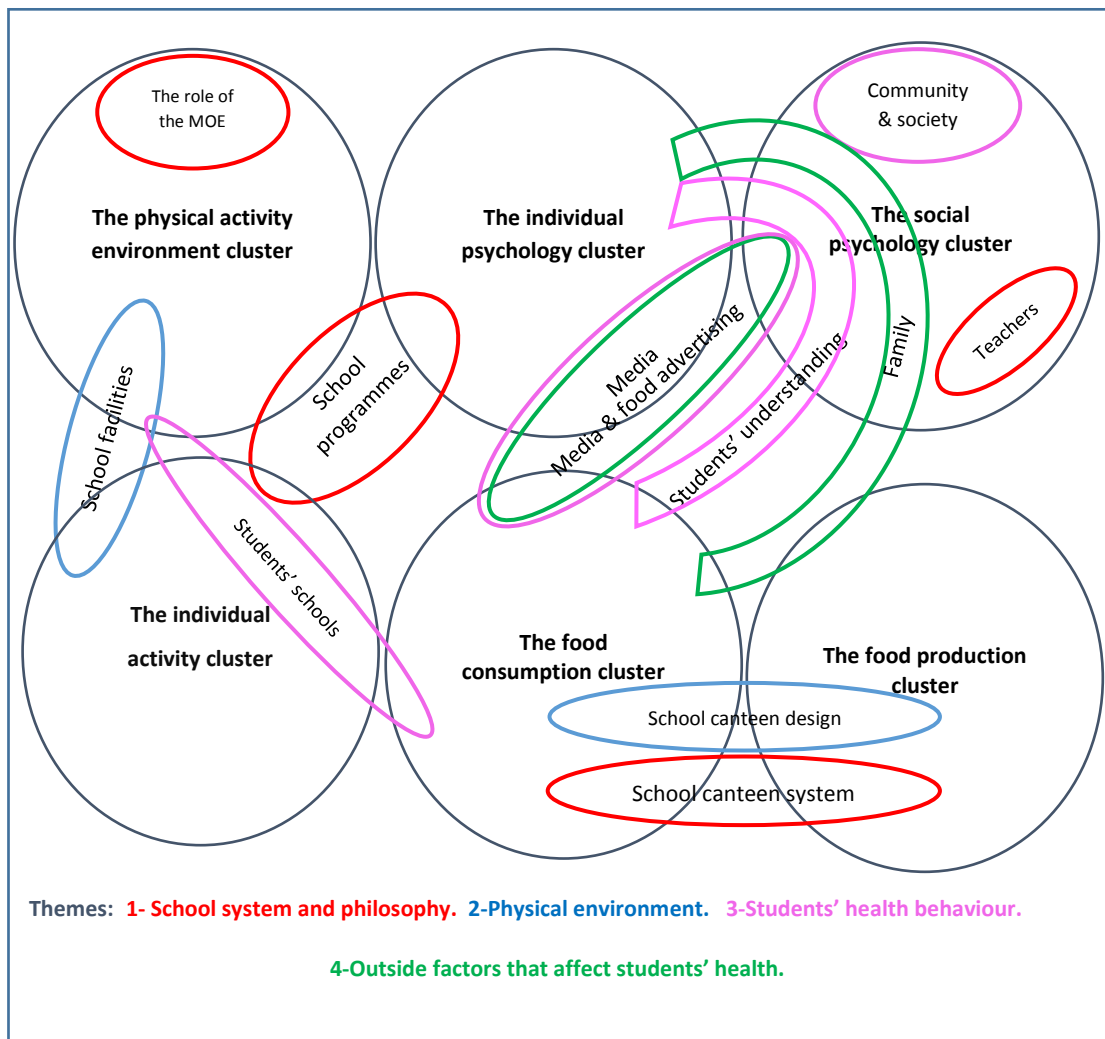 The role of
the MOE
Community
& society
The physical activity
environment cluster
The individual
psychology cluster
The social
psychology cluster
Teachers
School facilities
School
programmes
Media
Media & food advertising
Students’ understanding
Family
Students’ schools
The individual
activity cluster
The food
consumption cluster
The food production
cluster
School canteen design
School canteen system
Themes: 1- School system and philosophy. 2-Physical environment. 3-Students’ health behaviour.
4-Outside factors that affect students’ health.